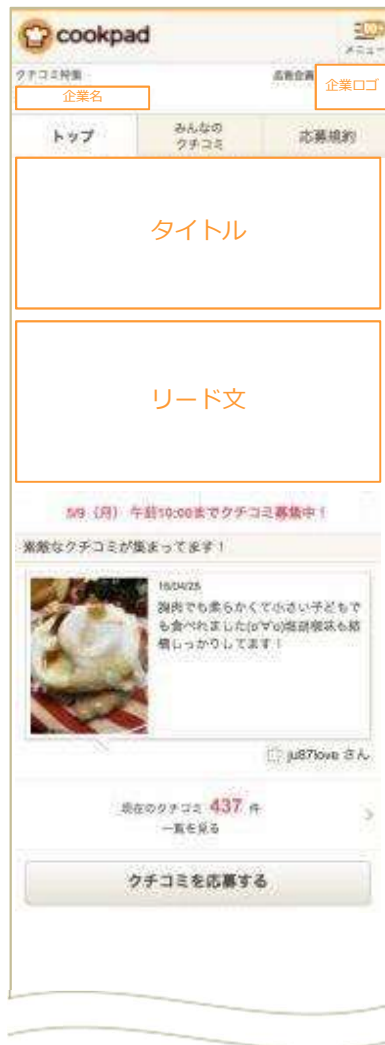 cookpad
メニュー
クチコミ特集
広告企画
企業名
企業ロゴ
トップ
みんなの
クチコミ
応募規約
タイトル
リード文
5/9（月） 午前10:00までクチコミ募集中！
素敵なクチコミが集まってます！
16/04/28
胸肉でも柔らかくて小さい子どもで
も食べれました(o'∀'o)塩胡椒味も結
構しっかりしてます！
ju87love さん
現在のクチコミ 437 件
一覧を見る
クチコミを応募する